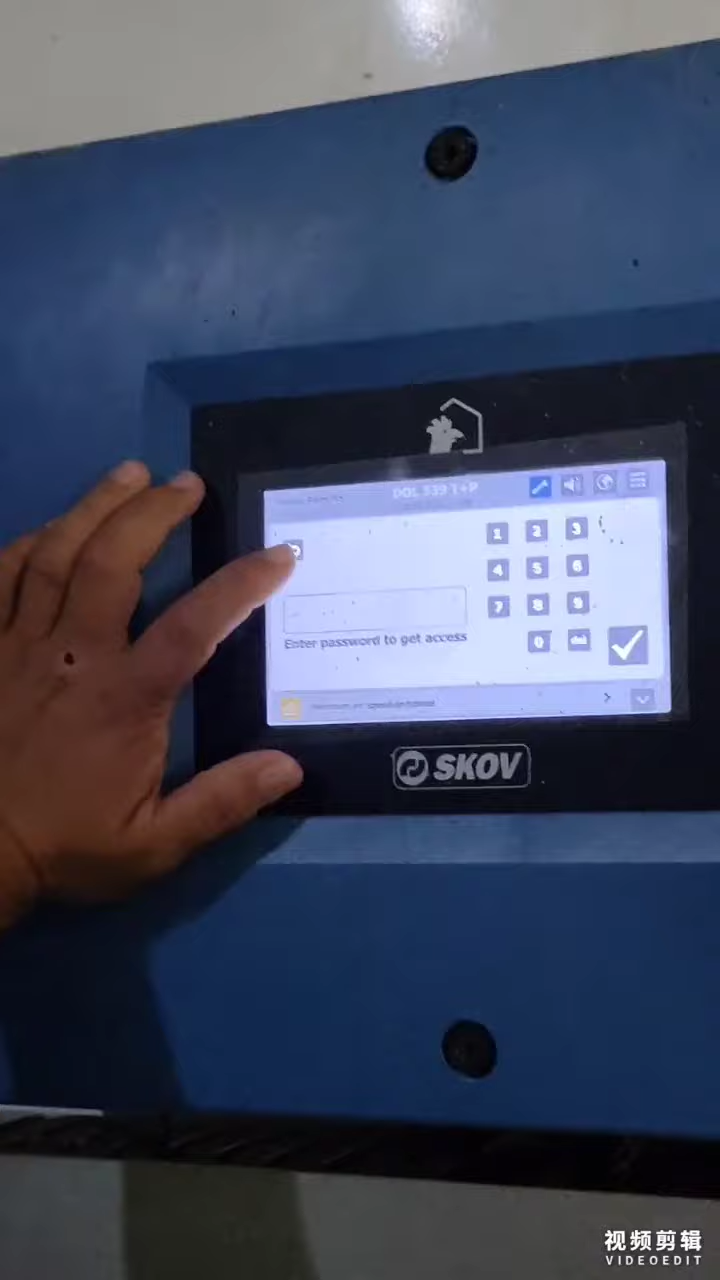 DOL 539 T+P
1 2 3
4 5 6
7 8 9
Enter password to get access
0 del
SKOV
视频剪辑
VIDEOEDIT